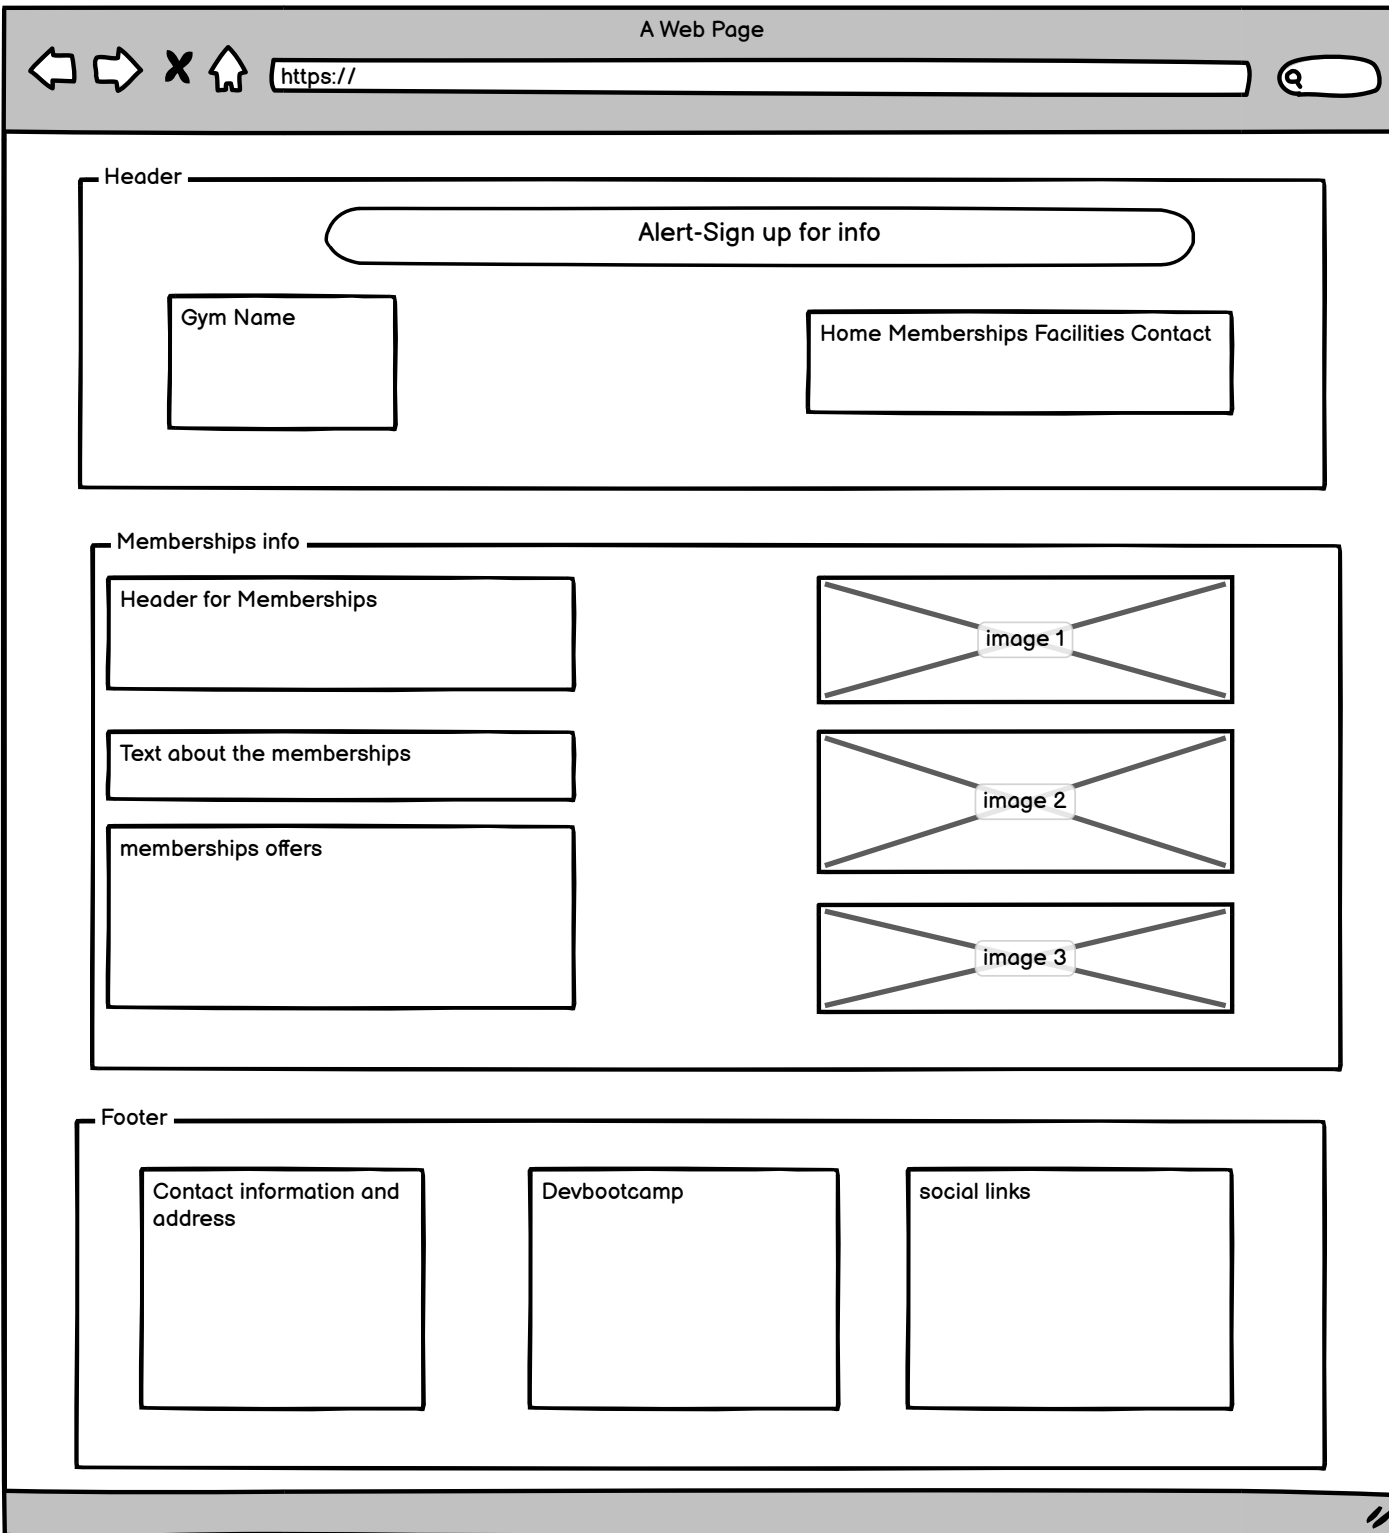 A Web Page
https://
Header
Alert-Sign up for info
Gym Name
Home Memberships Facilities Contact
Memberships info
Header for Memberships
image 1
Text about the memberships
image 2
memberships offers
image 3
Footer
Contact information and
address
Devbootcamp
social links